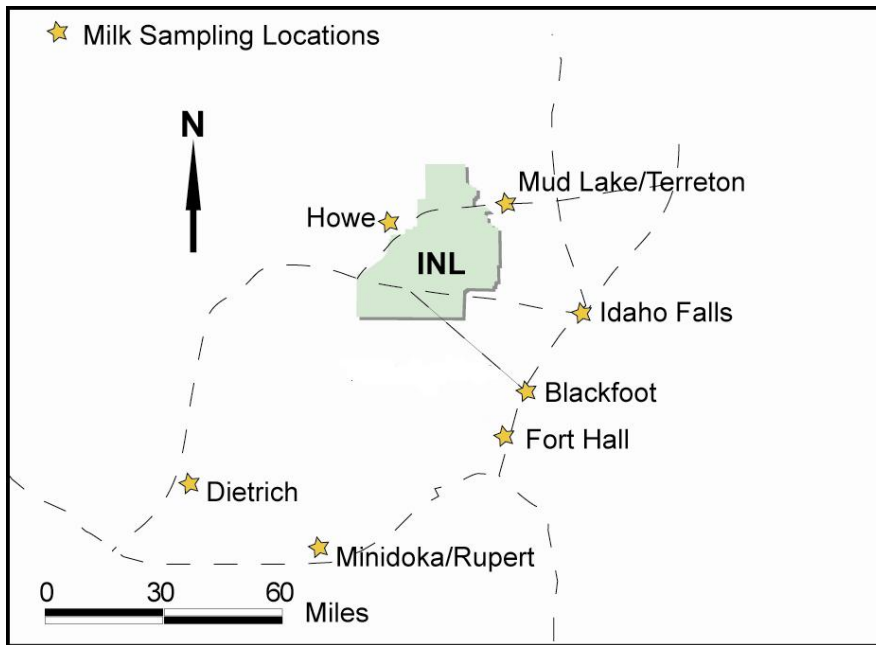 Milk Sampling Locations
N
Mud Lake/Terreton
Howe
INL
Idaho Falls
Blackfoot
Fort Hall
Dietrich
Minidoka/Rupert
0 30 60
Miles